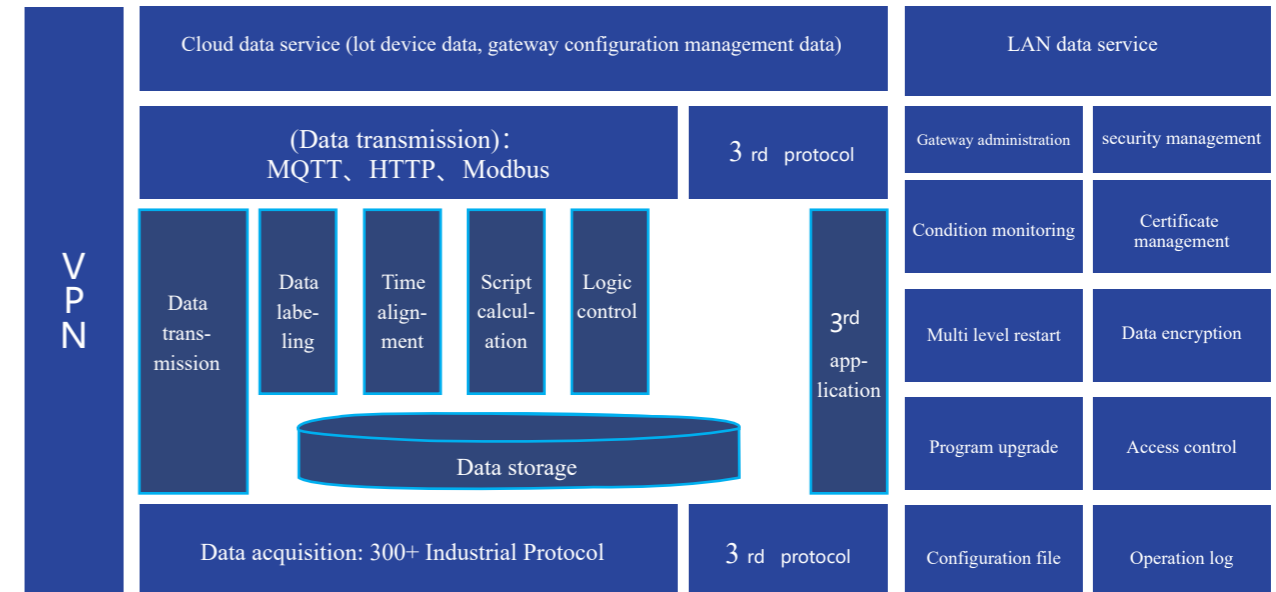 V
P
N
Cloud data service (lot device data, gateway configuration management data)
LAN data service
(Data transmission)：
MQTT、HTTP、Modbus
3 rd protocol
Gateway administration
security management
Condition monitoring
Certificate
management
Data
trans-
mission
Data
labe-
ling
Time
align-
ment
Script
calcul-
ation
Logic
control
3rd
app-
lication
Multi level restart
Data encryption
Data storage
Program upgrade
Access control
Data acquisition: 300+ Industrial Protocol
3 rd protocol
Configuration file
Operation log